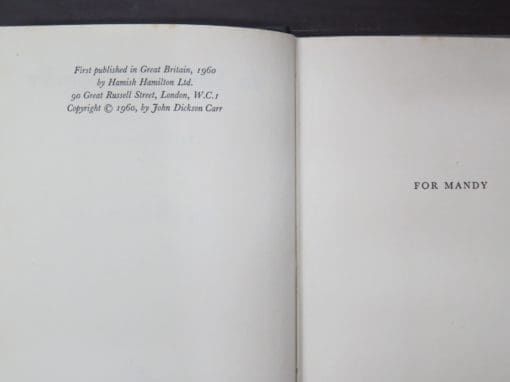 First published in Great Britain, 1960
by Hamish Hamilton Ltd.
90 Great Russell Street, London, W.C.1
Copyright © 1960, by John Dickson Carr
FOR MANDY